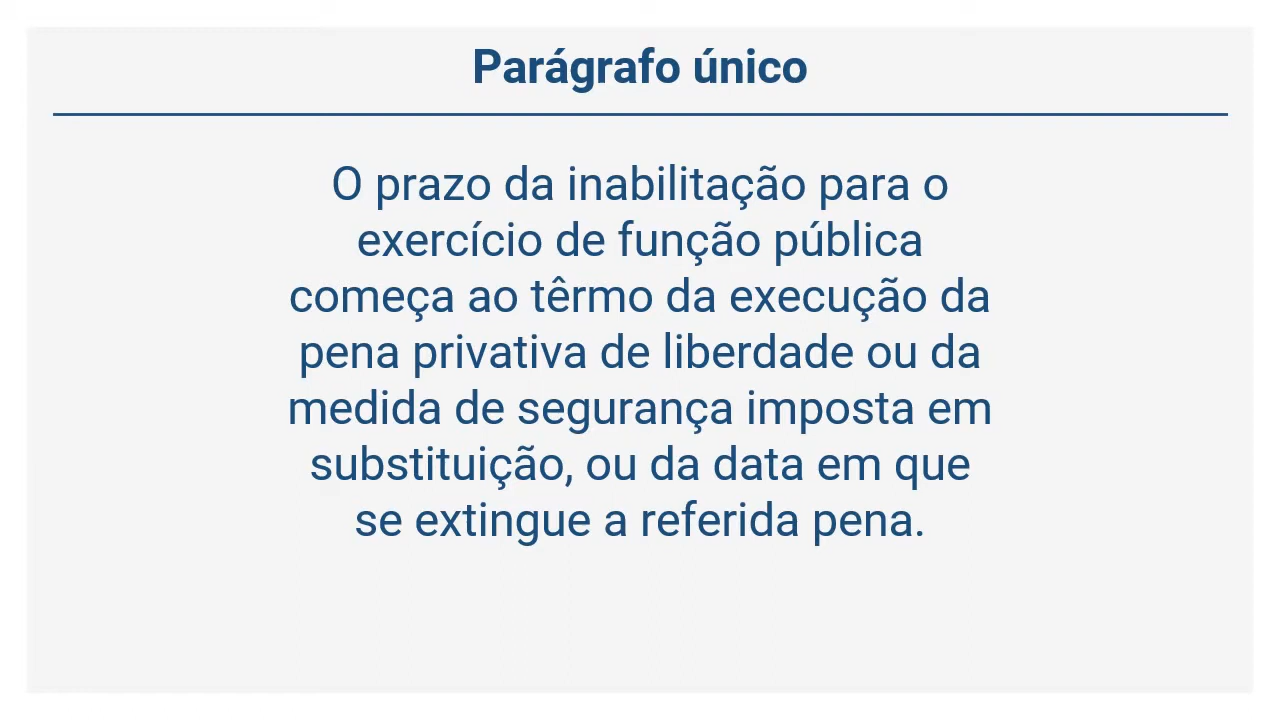 Parágrafo único
O prazo da inabilitação para o
exercício de função pública
começa ao têrmo da execução da
pena privativa de liberdade ou da
medida de segurança imposta em
substituição, ou da data em que
se extingue a referida pena.